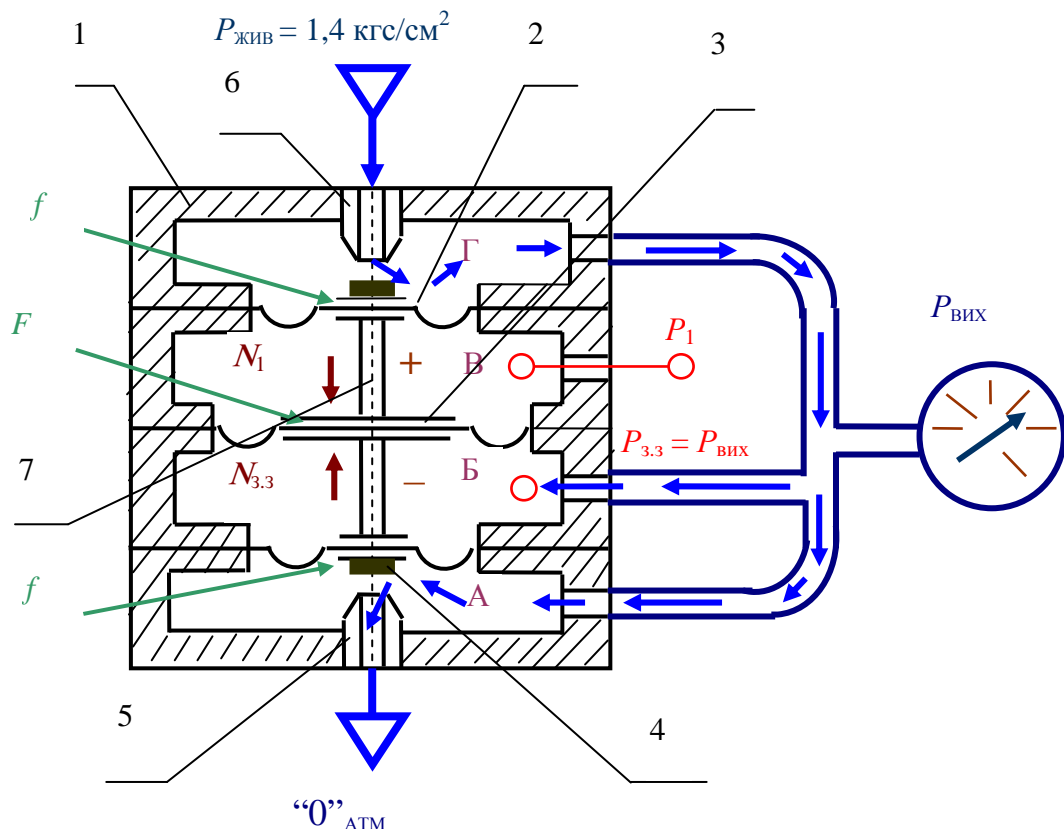 1
Pжив = 1,4 кгс/см²
2
3
6
f
Г
Pвих
F
N₁
+
В
P₁
Pз.з = Pвих
7
Nз.з
−
Б
f
А
5
4
“0”АТМ